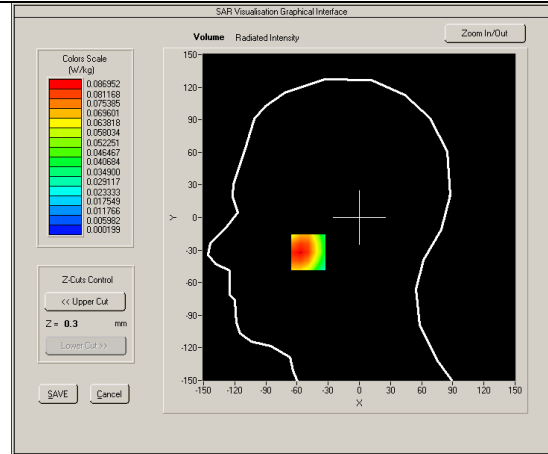 SAR Visualisation Graphical Interface
Volume Radiated Intensity
Zoom In/Out
Colors Scale
(W/kg)
0.086952
0.081168
0.075385
0.069601
0.063818
0.058034
0.052251
0.046467
0.040684
0.034900
0.029117
0.023333
0.017549
0.011766
0.005982
0.000199
Z-Cuts Control
<< Upper Cut
Z = 0.3 mm
Lower Cut >>
SAVE Cancel
150
120
90
60
30
0
-30
-60
-90
-120
-150
Y
-150 -120 -90 -60 -30 0 30 60 90 120 150
X